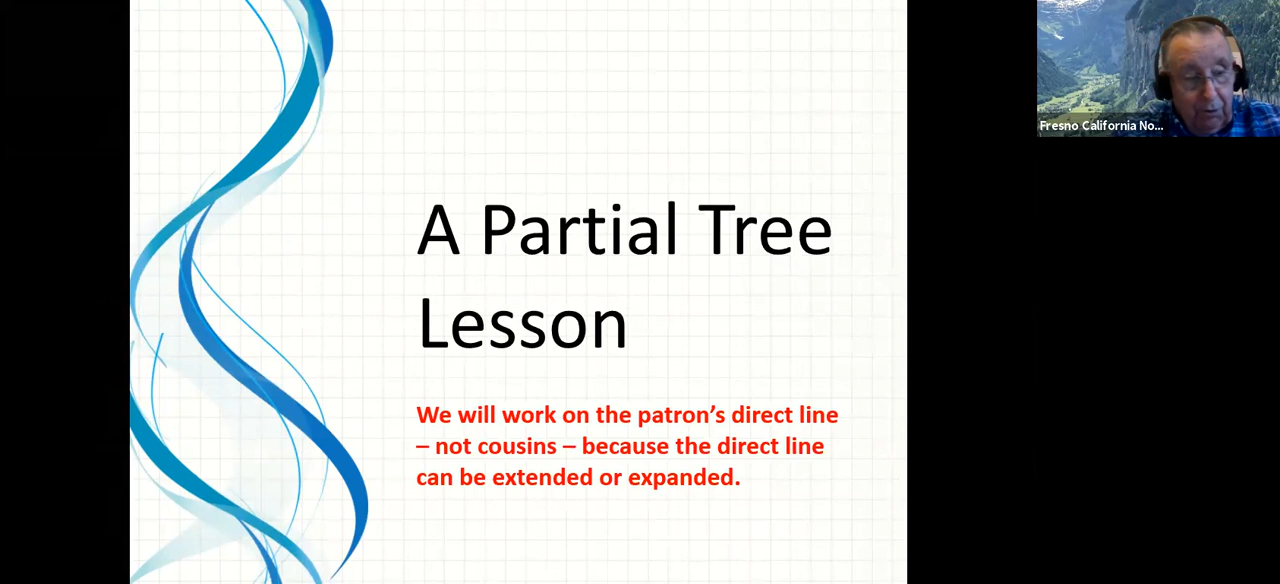 A Partial Tree
Lesson
We will work on the patron’s direct line
– not cousins – because the direct line
can be extended or expanded.
Fresno California No...